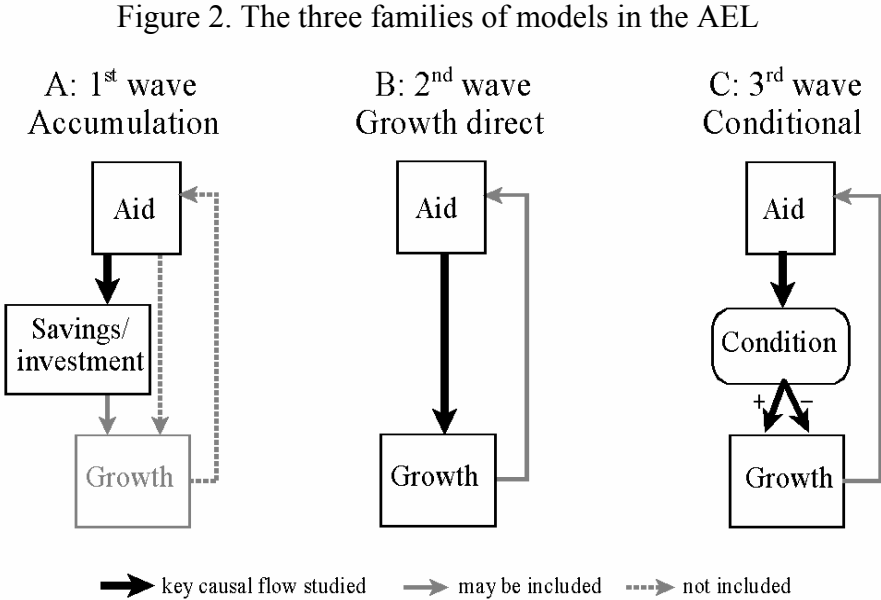 Figure 2. The three families of models in the AEL
A: 1st wave
Accumulation
Aid
Savings/
investment
Growth
B: 2nd wave
Growth direct
Aid
Growth
C: 3rd wave
Conditional
Aid
Condition
+ –
Growth
key causal flow studied may be included not included